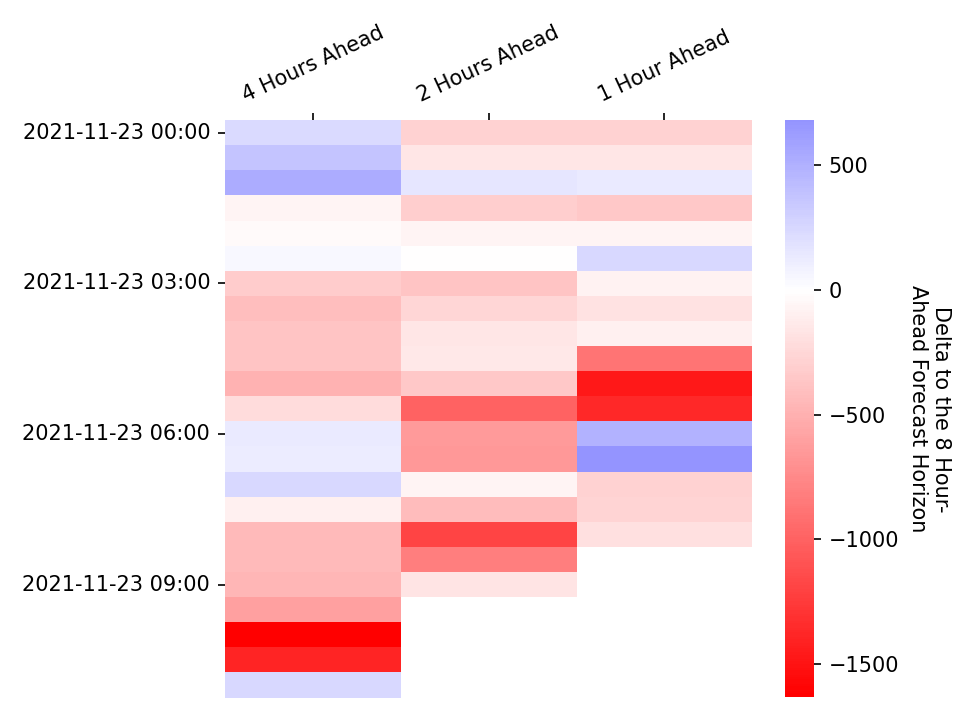 4 Hours Ahead
2 Hours Ahead
1 Hour Ahead
2021-11-23 00:00
2021-11-23 03:00
2021-11-23 06:00
2021-11-23 09:00
500
0
−500
−1000
−1500
Delta to the 8 Hour-
Ahead Forecast Horizon